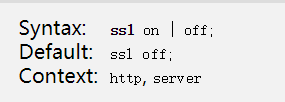 Syntax: ssl on | off;
Default: ssl off;
Context: http, server